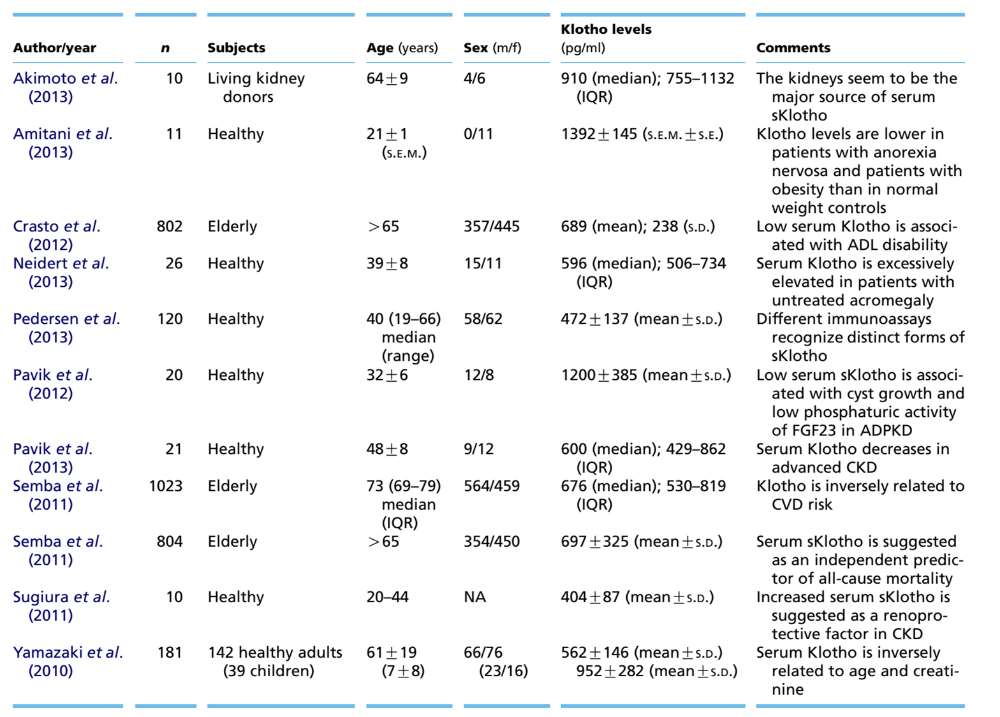 Klotho levels
Author/year n Subjects Age (years) Sex (m/f) (pg/ml) Comments
Akimoto et al. 10 Living kidney 64±9 4/6 910 (median); 755–1132 The kidneys seem to be the
(2013) donors (IQR) major source of serum
sKlotho
Amitani et al. 11 Healthy 21±1 0/11 1392±145 (S.E.M.±S.E.) Klotho levels are lower in
(2013) (S.E.M.) patients with anorexia
nervosa and patients with
obesity than in normal
weight controls
Crasto et al. 802 Elderly >65 357/445 689 (mean); 238 (S.D.) Low serum Klotho is associ-
(2012) ated with ADL disability
Neidert et al. 26 Healthy 39±8 15/11 596 (median); 506–734 Serum Klotho is excessively
(2013) (IQR) elevated in patients with
untreated acromegaly
Pedersen et al. 120 Healthy 40 (19–66) 58/62 472±137 (mean±S.D.) Different immunoassays
(2013) median recognize distinct forms of
(range) sKlotho
Pavik et al. 20 Healthy 32±6 12/8 1200±385 (mean±S.D.) Low serum sKlotho is associ-
(2012) ated with cyst growth and
low phosphaturic activity
of FGF23 in ADPKD
Pavik et al. 21 Healthy 48±8 9/12 600 (median); 429–862 Serum Klotho decreases in
(2013) (IQR) advanced CKD
Semba et al. 1023 Elderly 73 (69–79) 564/459 676 (median); 530–819 Klotho is inversely related to
(2011) median (IQR) CVD risk
(IQR)
Semba et al. 804 Elderly >65 354/450 697±325 (mean±S.D.) Serum sKlotho is suggested
(2011) as an independent predic-
tor of all-cause mortality
Sugiura et al. 10 Healthy 20–44 NA 404±87 (mean±S.D.) Increased serum sKlotho is
(2011) suggested as a renopro-
tective factor in CKD
Yamazaki et al. 181 142 healthy adults 61±19 66/76 562±146 (mean±S.D.) Serum Klotho is inversely
(2010) (39 children) (7±8) (23/16) 952±282 (mean±S.D.) related to age and creati-
nine